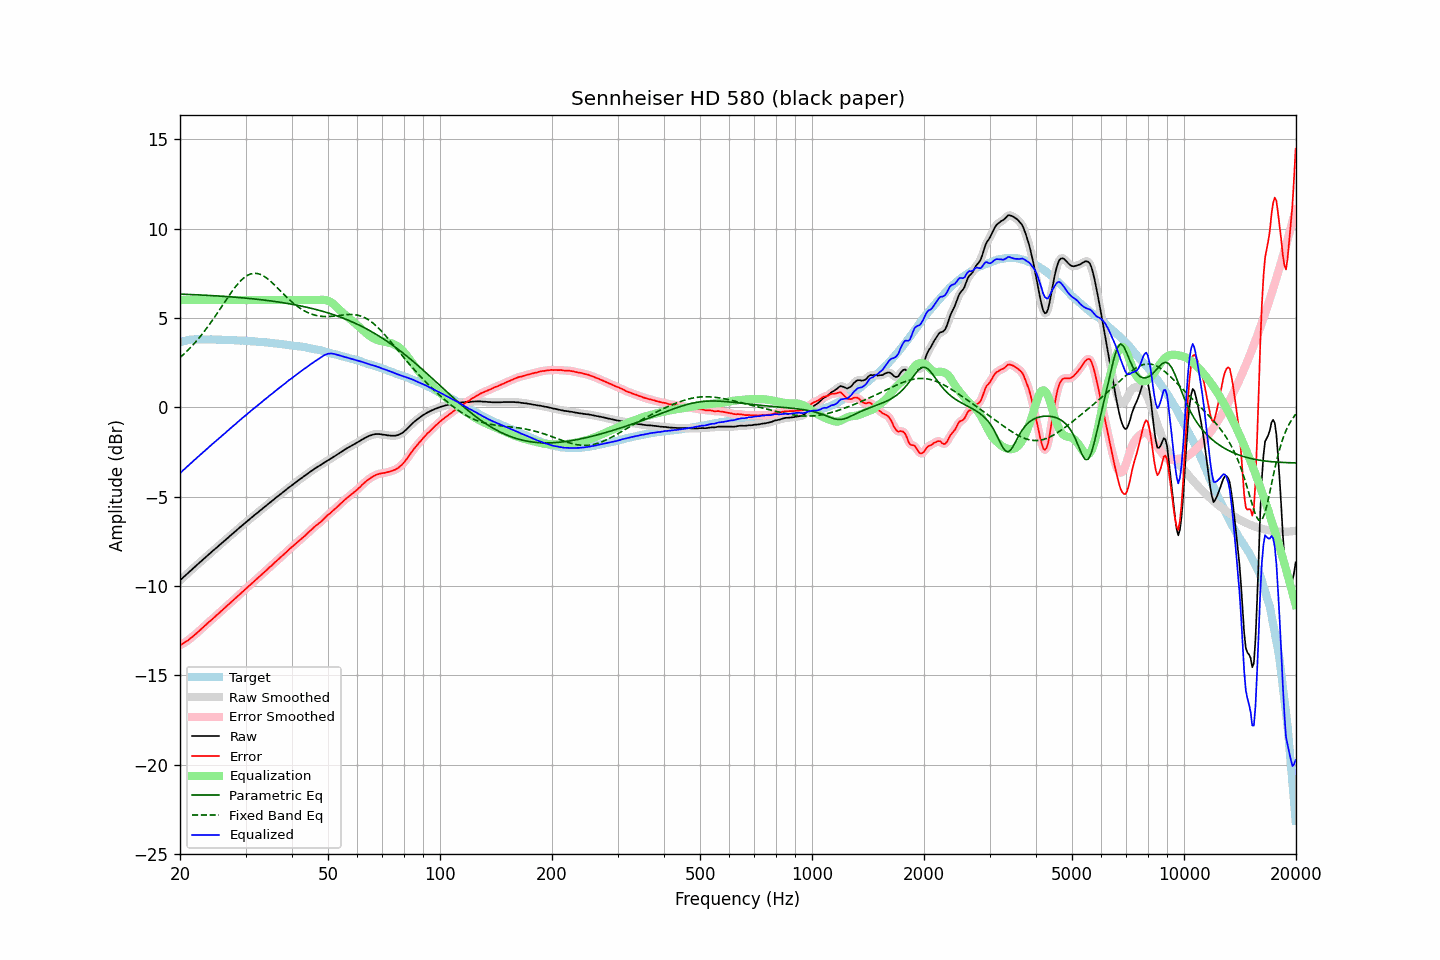 Sennheiser HD 580 (black paper)
Amplitude (dBr)
15
10
5
0
−5
−10
−15
−20
−25
Target
Raw Smoothed
Error Smoothed
Raw
Error
Equalization
Parametric Eq
Fixed Band Eq
Equalized
20 50 100 200 500 1000 2000 5000 10000 20000
Frequency (Hz)